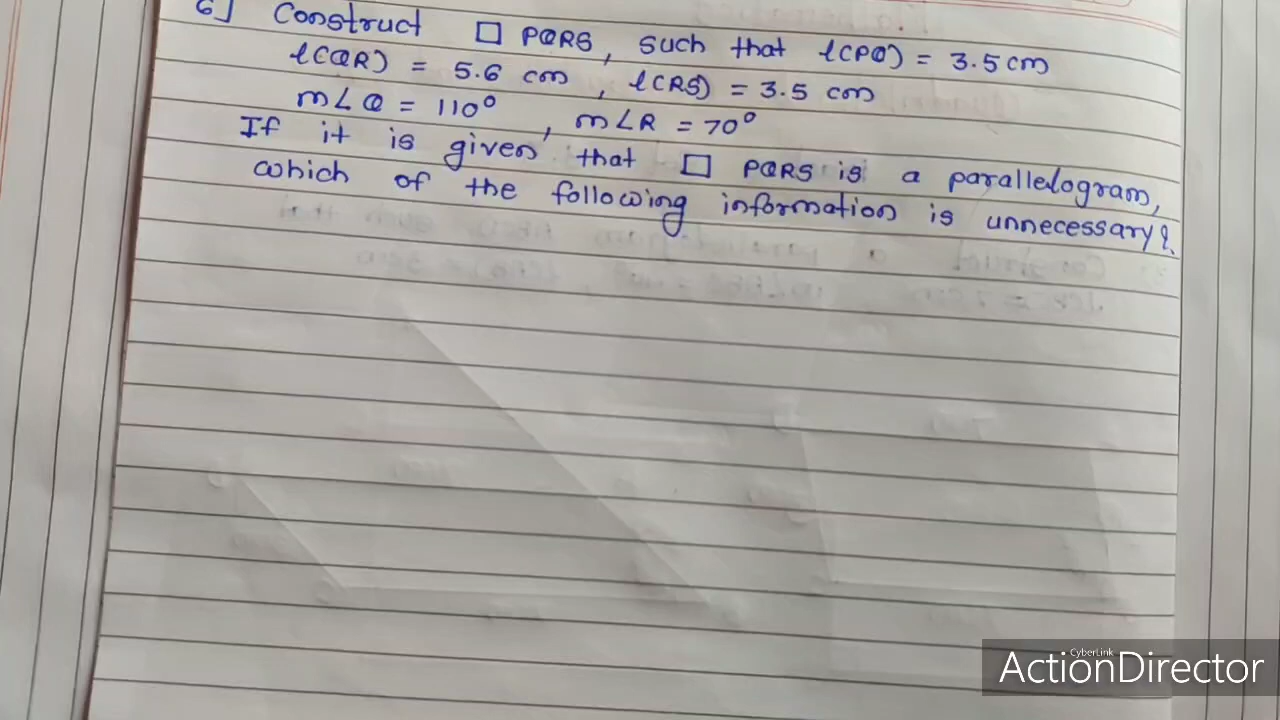 6] Construct □ PQRS, such that l(PQ) = 3.5 cm
l(QR) = 5.6 cm, l(RS) = 3.5 cm
m∠Q = 110°, m∠R = 70°
If it is given that □ PQRS is a parallelogram,
which of the following information is unnecessary?
CyberLink
ActionDirector